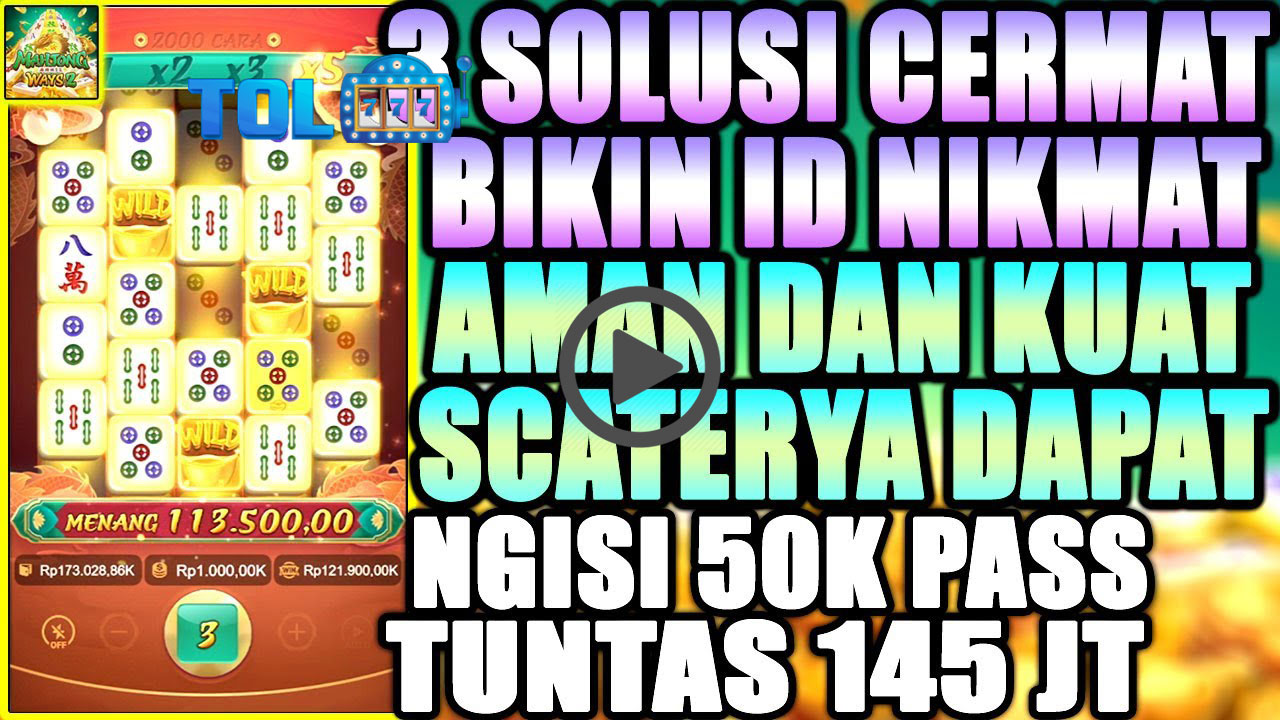 MAHJONG
WAYS2
2000 CARA
x2 x3 x5
TOL 777
3 SOLUSI CERMAT
BIKIN ID NIKMAT
AMAN DAN KUAT
SCATERYA DAPAT
NGISI 50K PASS
TUNTAS 145 JT
WILD
八
萬
WILD
WILD
MENANG 113.500,00
Rp173.028,86K Rp1.000,00K Rp121.900,00K
OFF
3